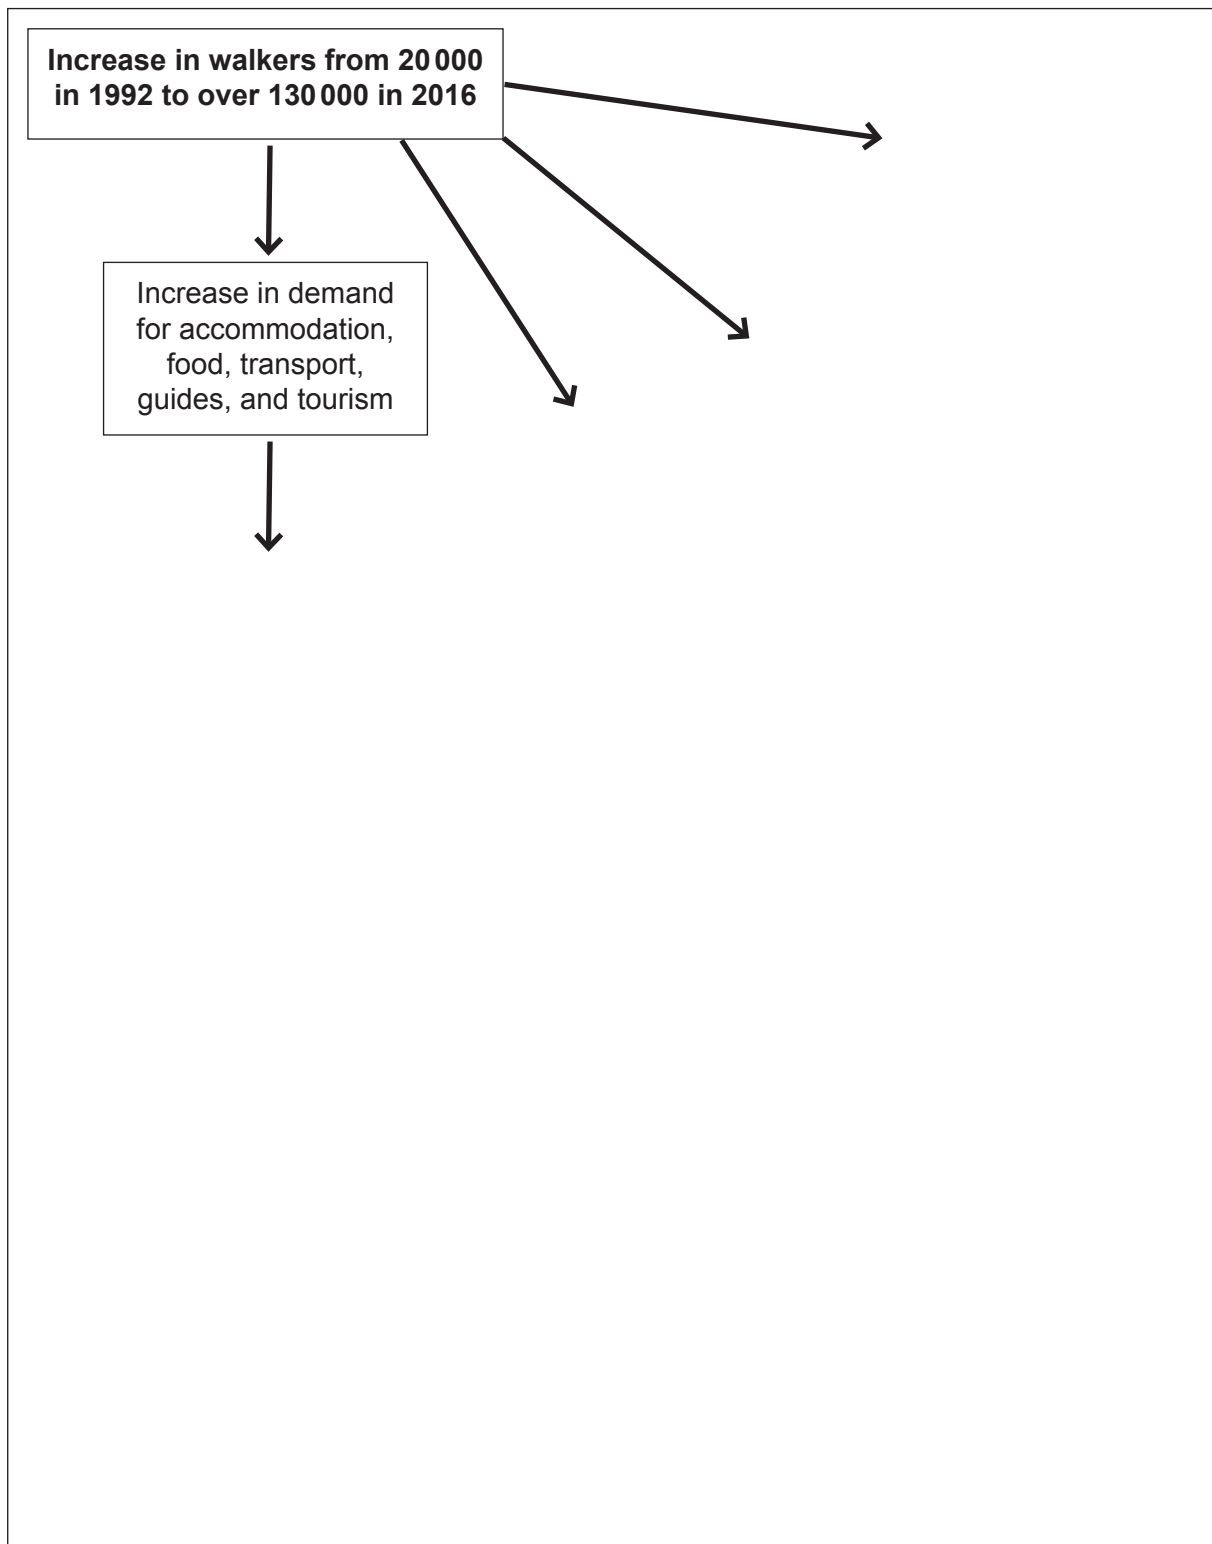 Increase in walkers from 20 000
in 1992 to over 130 000 in 2016
Increase in demand
for accommodation,
food, transport,
guides, and tourism